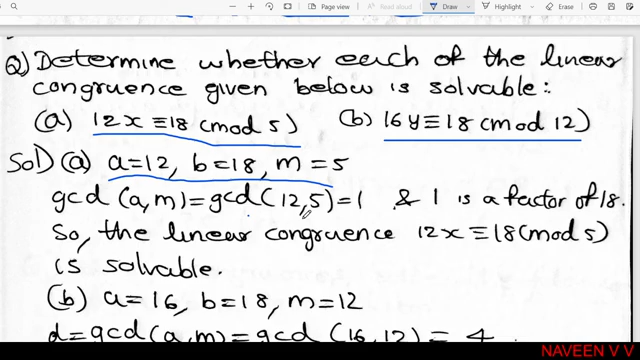 Page view
Read aloud
Draw
Highlight
Erase
Q) Determine whether each of the linear
congruence given below is solvable:
(a) 12x ≡ 18 (mod 5) (b) 16y ≡ 18 (mod 12)
Sol) (a) a=12, b=18, m=5
gcd (a,m) = gcd (12,5) = 1 & 1 is a factor of 18.
So, the linear congruence 12x ≡ 18 (mod 5)
is solvable.
(b) a=16, b=18, m=12
d = gcd (a,m) = gcd (16,12) = 4
NAVEEN V V